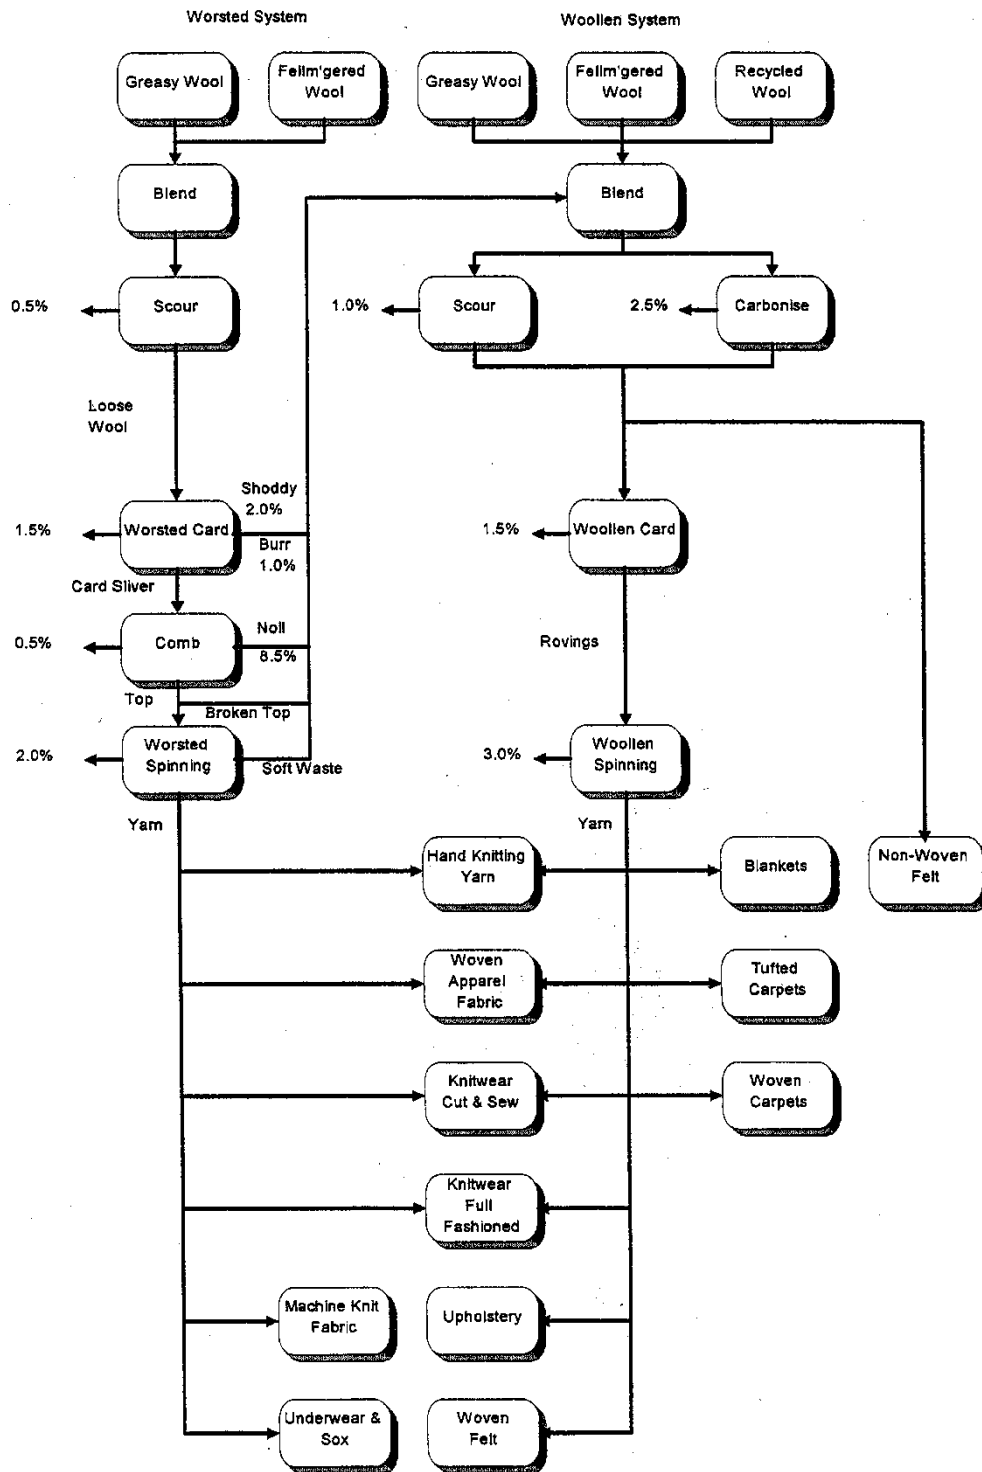 Worsted System
Woollen System
Greasy Wool
Fellm'gered
Wool
Greasy Wool
Fellm'gered
Wool
Recycled
Wool
Blend
Blend
0.5%
Scour
1.0%
Scour
2.5%
Carbonise
Loose
Wool
Shoddy
2.0%
1.5%
Worsted Card
Burr
1.0%
1.5%
Woollen Card
Card Sliver
0.5%
Comb
Noil
8.5%
Rovings
Top
Broken Top
2.0%
Worsted
Spinning
Soft Waste
3.0%
Woollen
Spinning
Yarn
Yarn
Hand Knitting
Yarn
Blankets
Non-Woven
Felt
Woven
Apparel
Fabric
Tufted
Carpets
Knitwear
Cut & Sew
Woven
Carpets
Knitwear
Full
Fashioned
Machine Knit
Fabric
Upholstery
Underwear &
Sox
Woven
Felt